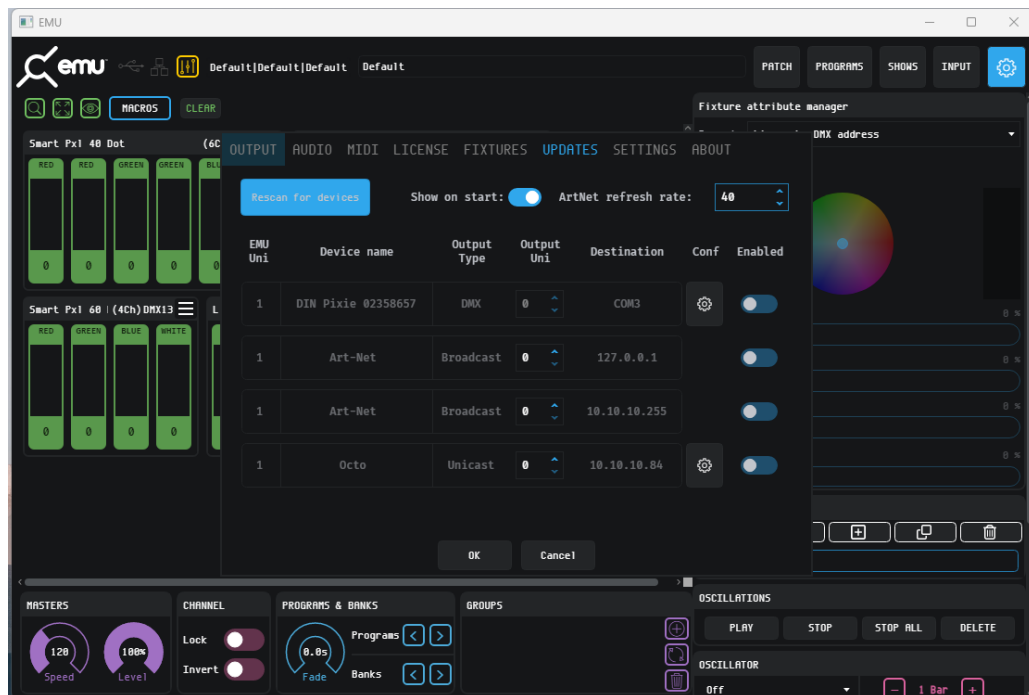 EMU
emu
Default|Default|Default Default
PATCH PROGRAMS SHOWS INPUT
MACROS CLEAR
Fixture attribute manager
DMX address
Smart Pxl 40 Dot (6C
RED RED GREEN GREEN BLU
0 0 0 0 0
OUTPUT AUDIO MIDI LICENSE FIXTURES UPDATES SETTINGS ABOUT
Rescan for devices Show on start: ArtNet refresh rate: 40
EMU Uni Device name Output Type Output Uni Destination Conf Enabled
1 DIN Pixie 02358657 DMX 0 COM3
1 Art-Net Broadcast 0 127.0.0.1
1 Art-Net Broadcast 0 10.10.10.255
1 Octo Unicast 0 10.10.10.84
OK Cancel
Smart Pxl 60 (4Ch) DMX13 L
RED GREEN BLUE WHITE
0 0 0 0
0 %
0 %
0 %
0 %
MASTERS
120 Speed
100% Level
CHANNEL
Lock
Invert
PROGRAMS & BANKS
0.0s Fade
Programs < >
Banks < >
GROUPS
OSCILLATIONS
PLAY STOP STOP ALL DELETE
OSCILLATOR
Off − 1 Bar +